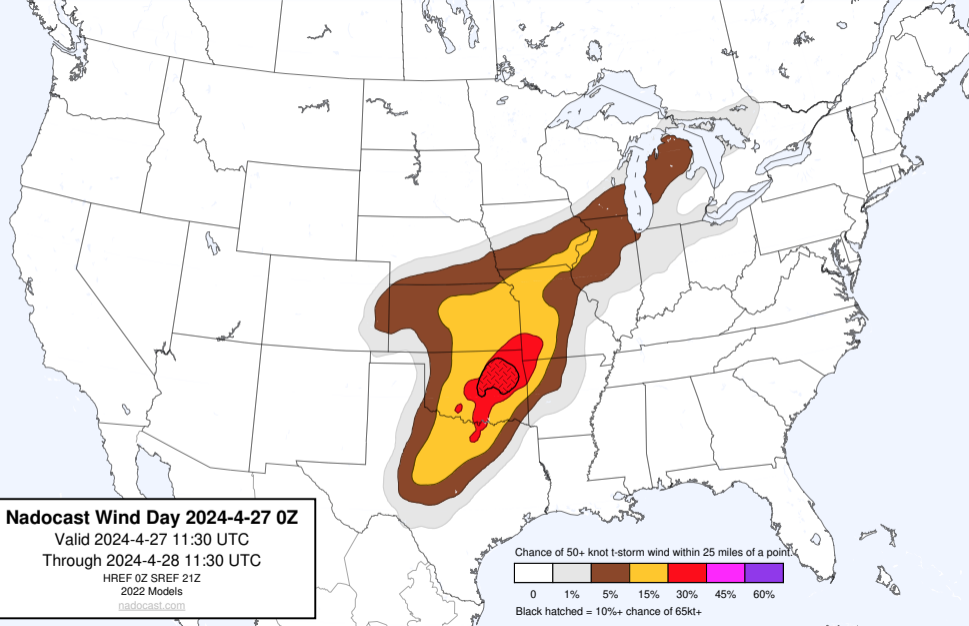 Nadocast Wind Day 2024-4-27 0Z
Valid 2024-4-27 11:30 UTC
Through 2024-4-28 11:30 UTC
HREF 0Z SREF 21Z
2022 Models
nadocast.com
Chance of 50+ knot t-storm wind within 25 miles of a point.
0 1% 5% 15% 30% 45% 60%
Black hatched = 10%+ chance of 65kt+